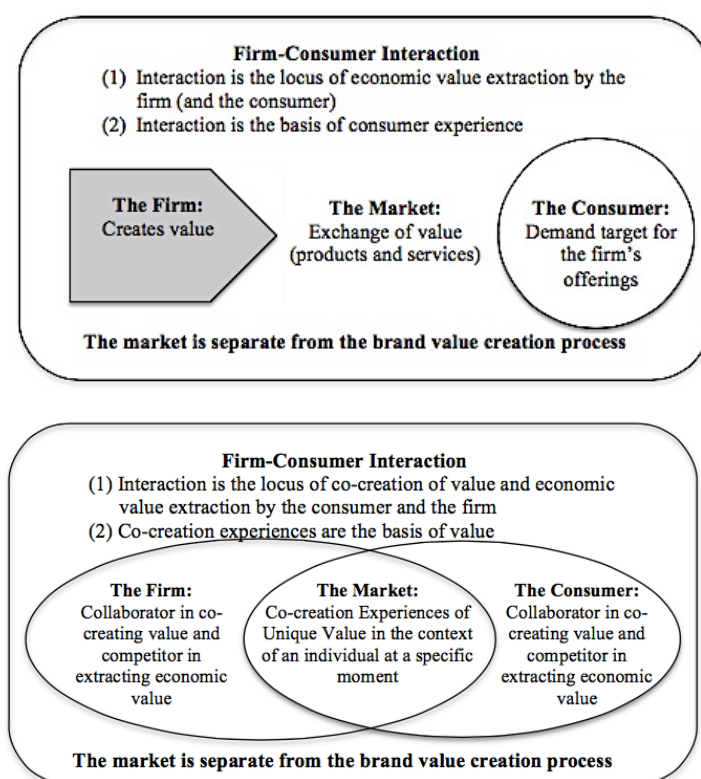 Firm-Consumer Interaction
(1) Interaction is the locus of economic value extraction by the
firm (and the consumer)
(2) Interaction is the basis of consumer experience
The Firm:
Creates value
The Market:
Exchange of value
(products and services)
The Consumer:
Demand target for
the firm's
offerings
The market is separate from the brand value creation process
Firm-Consumer Interaction
(1) Interaction is the locus of co-creation of value and economic
value extraction by the consumer and the firm
(2) Co-creation experiences are the basis of value
The Firm:
Collaborator in co-
creating value and
competitor in
extracting economic
value
The Market:
Co-creation Experiences of
Unique Value in the context
of an individual at a specific
moment
The Consumer:
Collaborator in co-
creating value and
competitor in
extracting economic
value
The market is separate from the brand value creation process